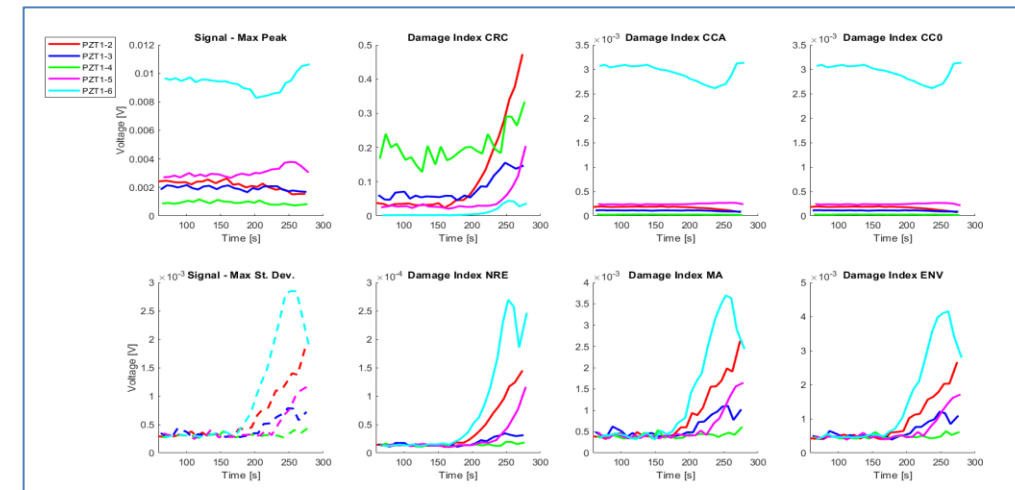 Signal - Max Peak
PZT1-2
PZT1-3
PZT1-4
PZT1-5
PZT1-6
0.012
0.01
0.008
0.006
0.004
0.002
0
Voltage [V]
100 150 200 250 300
Time [s]
Damage Index CRC
0.5
0.4
0.3
0.2
0.1
0
100 150 200 250 300
Time [s]
Damage Index CCA
×10⁻³
3.5
3
2.5
2
1.5
1
0.5
0
100 150 200 250 300
Time [s]
Damage Index CC0
×10⁻³
3.5
3
2.5
2
1.5
1
0.5
0
100 150 200 250 300
Time [s]
Signal - Max St. Dev.
×10⁻³
3
2.5
2
1.5
1
0.5
0
Voltage [V]
100 150 200 250 300
Time [s]
Damage Index NRE
×10⁻⁴
3
2.5
2
1.5
1
0.5
0
100 150 200 250 300
Time [s]
Damage Index MA
×10⁻³
4
3.5
3
2.5
2
1.5
1
0.5
0
100 150 200 250 300
Time [s]
Damage Index ENV
×10⁻³
5
4
3
2
1
0
100 150 200 250 300
Time [s]